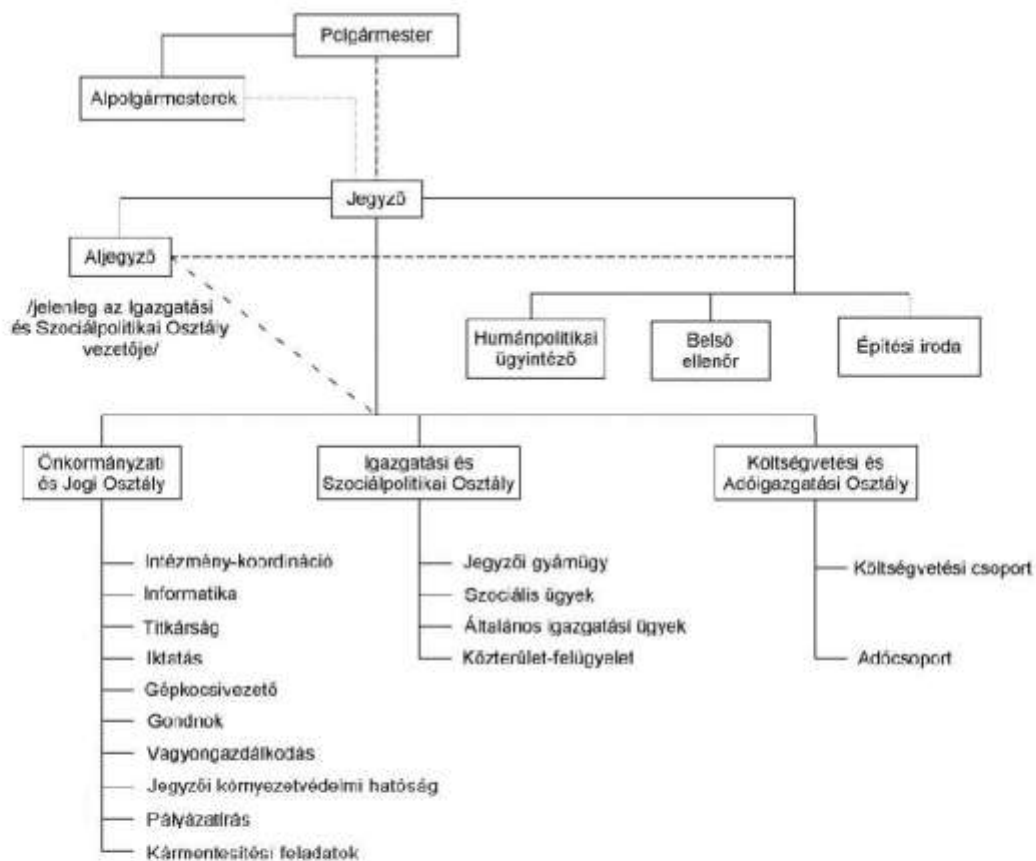 Polgármester
Alpolgármesterek
Jegyző
Aljegyző
/jelenleg az Igazgatási
és Szociálpolitikai Osztály
vezetője/
Humánpolitikai
ügyintéző
Belső
ellenőr
Építési iroda
Önkormányzati
és Jogi Osztály
Igazgatási és
Szociálpolitikai Osztály
Költségvetési és
Adóigazgatási Osztály
Intézmény-koordináció
Informatika
Titkárság
Iktatás
Gépkocsivezető
Gondnok
Vagyongazdálkodás
Jegyzői környezetvédelmi hatóság
Pályázatírás
Kármentesítési feladatok
Jegyzői gyámügy
Szociális ügyek
Általános igazgatási ügyek
Közterület-felügyelet
Költségvetési csoport
Adócsoport